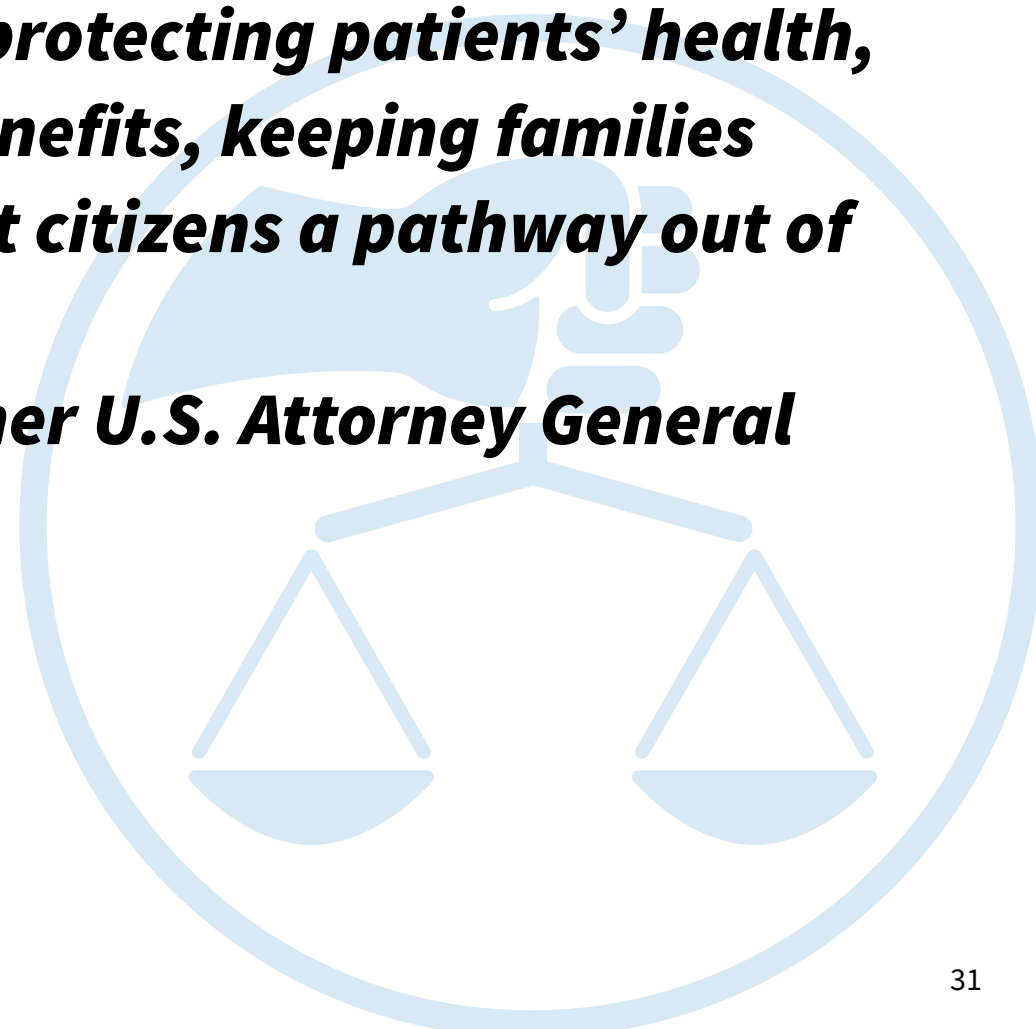 protecting patients’ health,
nefits, keeping families
t citizens a pathway out of
ner U.S. Attorney General
31